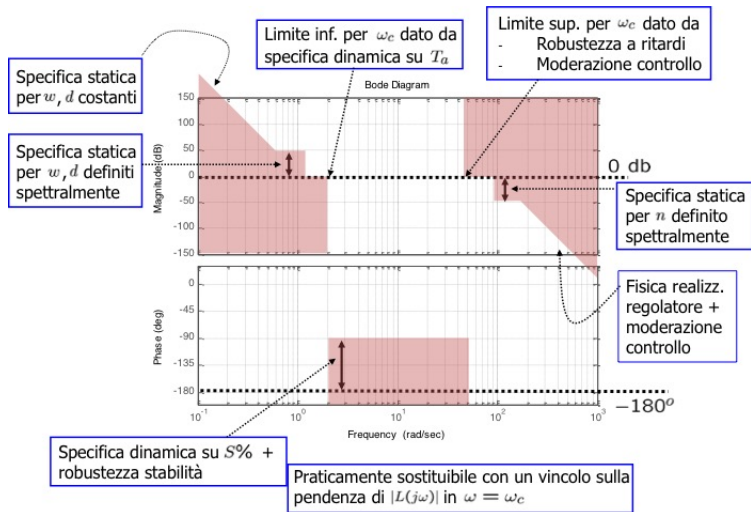 Limite inf. per ω_c dato da
specifica dinamica su T_a
Limite sup. per ω_c dato da
- Robustezza a ritardi
- Moderazione controllo
Specifica statica
per w, d costanti
Specifica statica
per w, d definiti
spettralmente
Bode Diagram
Magnitude (dB)
150
100
50
0
-50
-100
-150
0 db
Specifica statica
per n definito
spettralmente
Fisica realizz.
regolatore +
moderazione
controllo
Phase (deg)
0
-45
-90
-135
-180
-180°
10^-1
10^0
10^1
10^2
10^3
Frequency (rad/sec)
Specifica dinamica su S% +
robustezza stabilità
Praticamente sostituibile con un vincolo sulla
pendenza di |L(jω)| in ω = ω_c